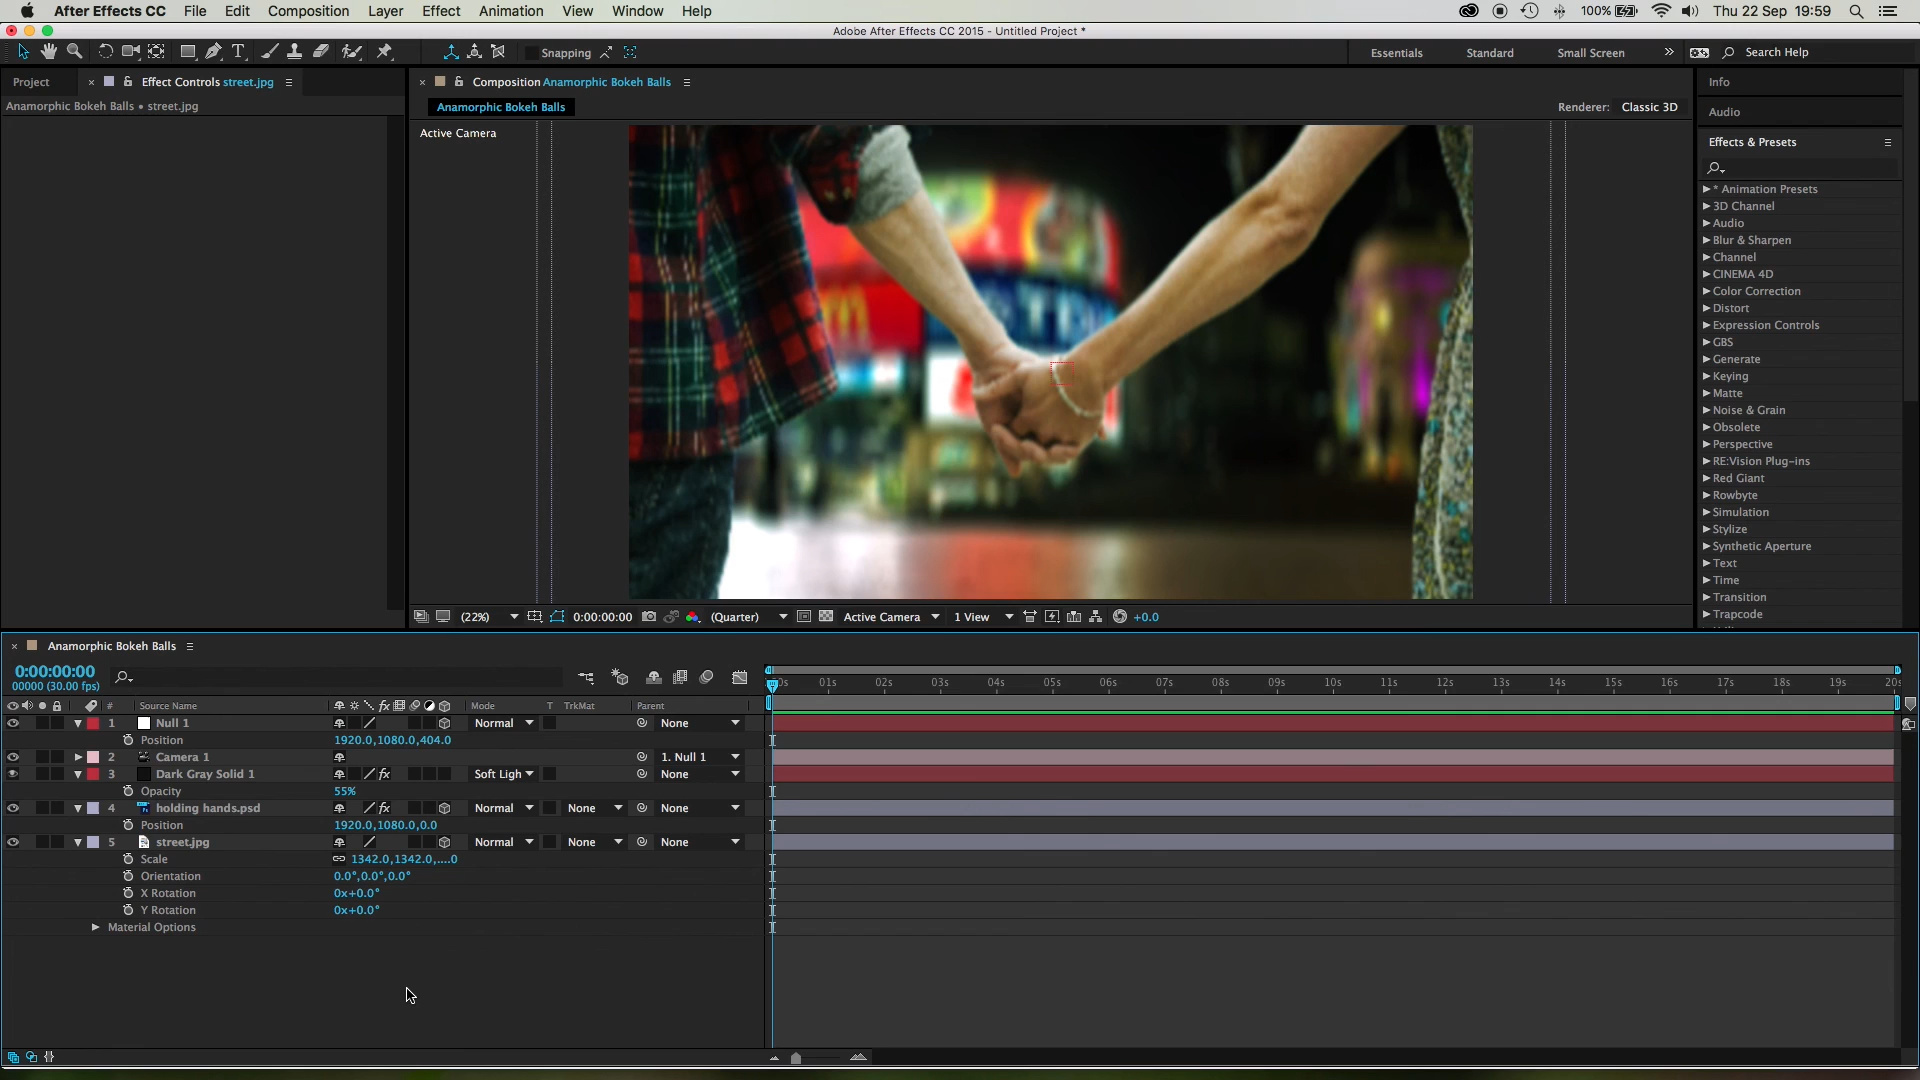 After Effects CC File Edit Composition Layer Effect Animation View Window Help 100% Thu 22 Sep 19:59
Adobe After Effects CC 2015 - Untitled Project *
Snapping Essentials Standard Small Screen » Search Help
Project × Effect Controls street.jpg × Composition Anamorphic Bokeh Balls Info
Anamorphic Bokeh Balls • street.jpg
Anamorphic Bokeh Balls Renderer: Classic 3D
Audio
Active Camera
Effects & Presets
* Animation Presets
3D Channel
Audio
Blur & Sharpen
Channel
CINEMA 4D
Color Correction
Distort
Expression Controls
GBS
Generate
Keying
Matte
Noise & Grain
Obsolete
Perspective
RE:Vision Plug-ins
Red Giant
Rowbyte
Simulation
Stylize
Synthetic Aperture
Text
Time
Transition
Trapcode
(22%) 0:00:00:00 (Quarter) Active Camera 1 View +0.0
× Anamorphic Bokeh Balls
0:00:00:00
00000 (30.00 fps)
01s 02s 03s 04s 05s 06s 07s 08s 09s 10s 11s 12s 13s 14s 15s 16s 17s 18s 19s
# Source Name fx Mode T TrkMat Parent
1 Null 1 Normal None
Position 1920.0,1080.0,404.0
2 Camera 1 1. Null 1
3 Dark Gray Solid 1 fx Soft Ligh None
Opacity 55%
4 holding hands.psd fx Normal None None
Position 1920.0,1080.0,0.0
5 street.jpg Normal None None
Scale 1342.0,1342.0,....0
Orientation 0.0°,0.0°,0.0°
X Rotation 0x+0.0°
Y Rotation 0x+0.0°
Material Options